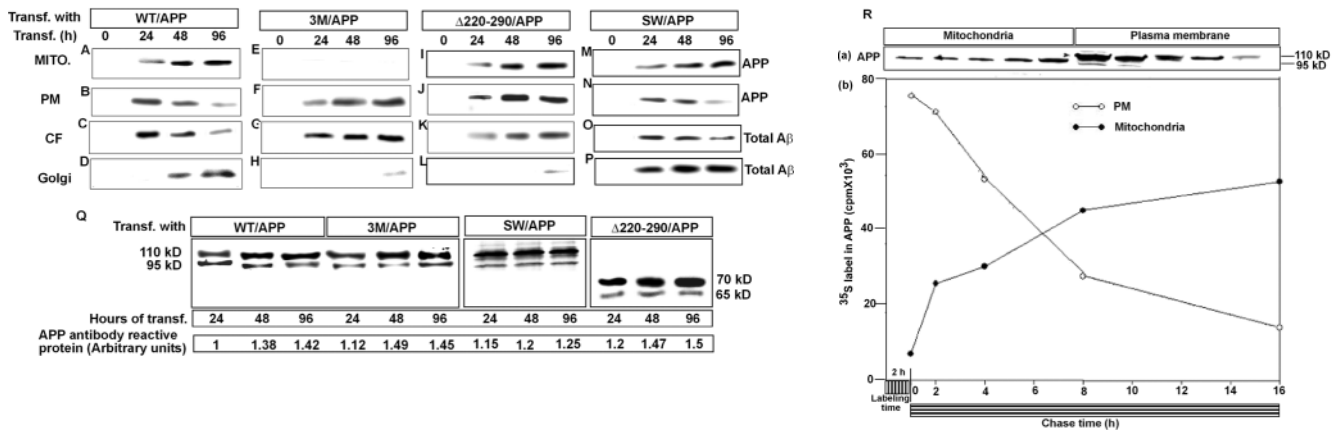 Transf. with WT/APP 3M/APP Δ220-290/APP SW/APP
Transf. (h) 0 24 48 96 0 24 48 96 0 24 48 96 0 24 48 96
MITO. A E I M APP
PM B F J N APP
CF C G K O Total Aβ
Golgi D H L P Total Aβ
Q
Transf. with WT/APP 3M/APP SW/APP Δ220-290/APP
110 kD
95 kD
70 kD
65 kD
Hours of transf. 24 48 96 24 48 96 24 48 96 24 48 96
APP antibody reactive
protein (Arbitrary units) 1 1.38 1.42 1.12 1.49 1.45 1.15 1.2 1.25 1.2 1.47 1.5
R
Mitochondria Plasma membrane
(a) APP
110 kD
95 kD
(b)
80
60
40
20
0
35S label in APP (cpmX103)
PM
Mitochondria
2 h
Labeling
time
0 2 4 6 8 10 12 14 16
Chase time (h)